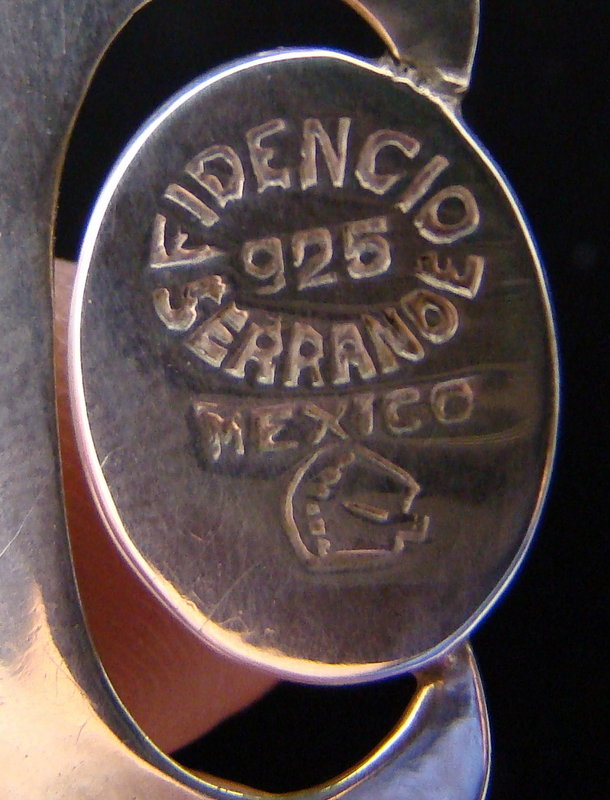 FIDENCIO
925
SERRANO E
MEXICO